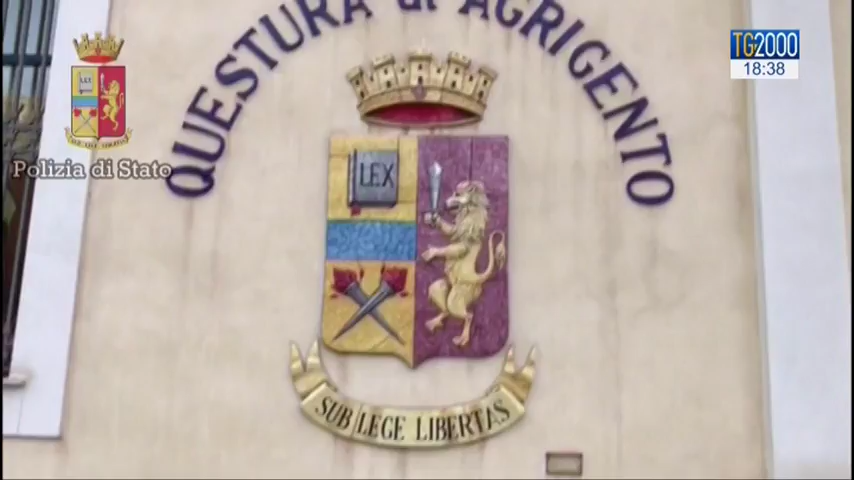 QUESTURA di AGRIGENTO
TG2000
18:38
Polizia di Stato
LEX
SUB LEGE LIBERTAS